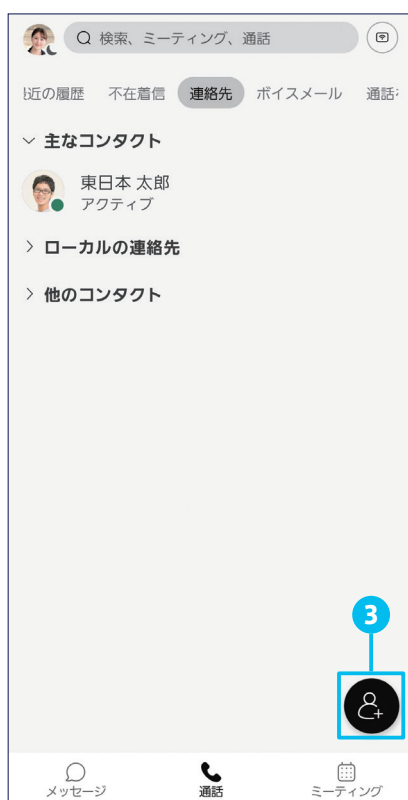 検索、ミーティング、通話
近の履歴 不在着信 連絡先 ボイスメール 通話
主なコンタクト
東日本 太郎
アクティブ
ローカルの連絡先
他のコンタクト
3
メッセージ 通話 ミーティング